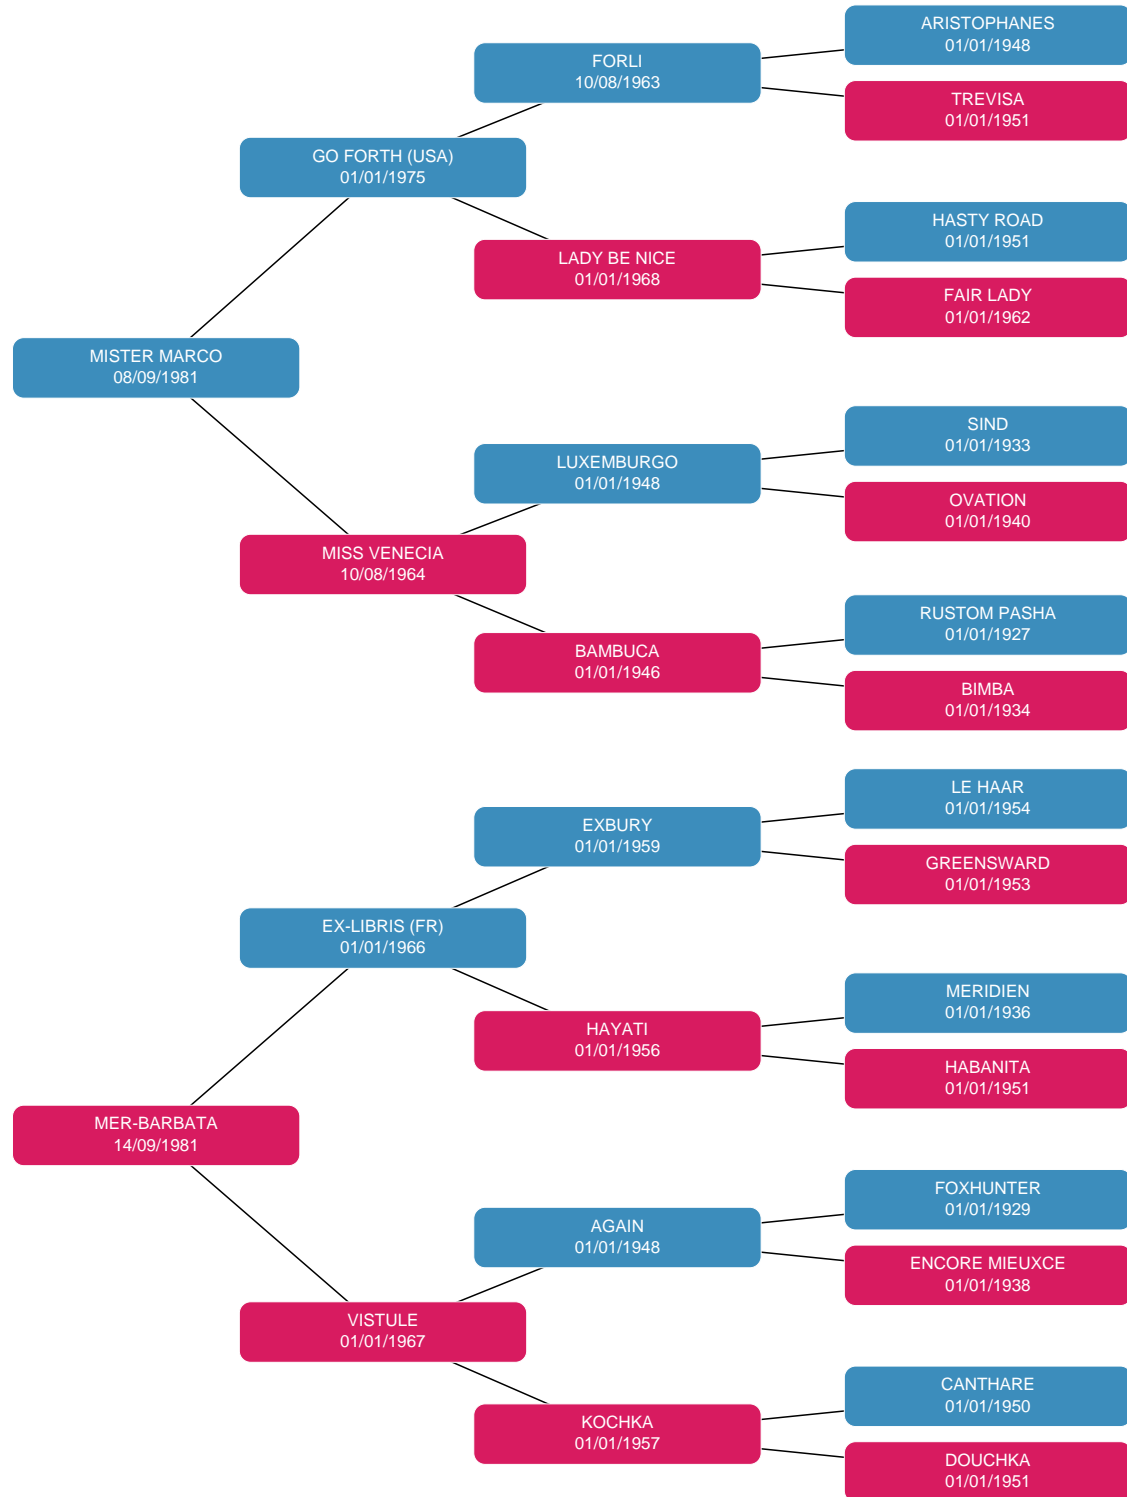 ARISTOPHANES
01/01/1948
FORLI
10/08/1963
TREVISA
01/01/1951
GO FORTH (USA)
01/01/1975
HASTY ROAD
01/01/1951
LADY BE NICE
01/01/1968
FAIR LADY
01/01/1962
MISTER MARCO
08/09/1981
SIND
01/01/1933
LUXEMBURGO
01/01/1948
OVATION
01/01/1940
MISS VENECIA
10/08/1964
RUSTOM PASHA
01/01/1927
BAMBUCA
01/01/1946
BIMBA
01/01/1934
LE HAAR
01/01/1954
EXBURY
01/01/1959
GREENSWARD
01/01/1953
EX-LIBRIS (FR)
01/01/1966
MERIDIEN
01/01/1936
HAYATI
01/01/1956
HABANITA
01/01/1951
MER-BARBATA
14/09/1981
FOXHUNTER
01/01/1929
AGAIN
01/01/1948
ENCORE MIEUXCE
01/01/1938
VISTULE
01/01/1967
CANTHARE
01/01/1950
KOCHKA
01/01/1957
DOUCHKA
01/01/1951